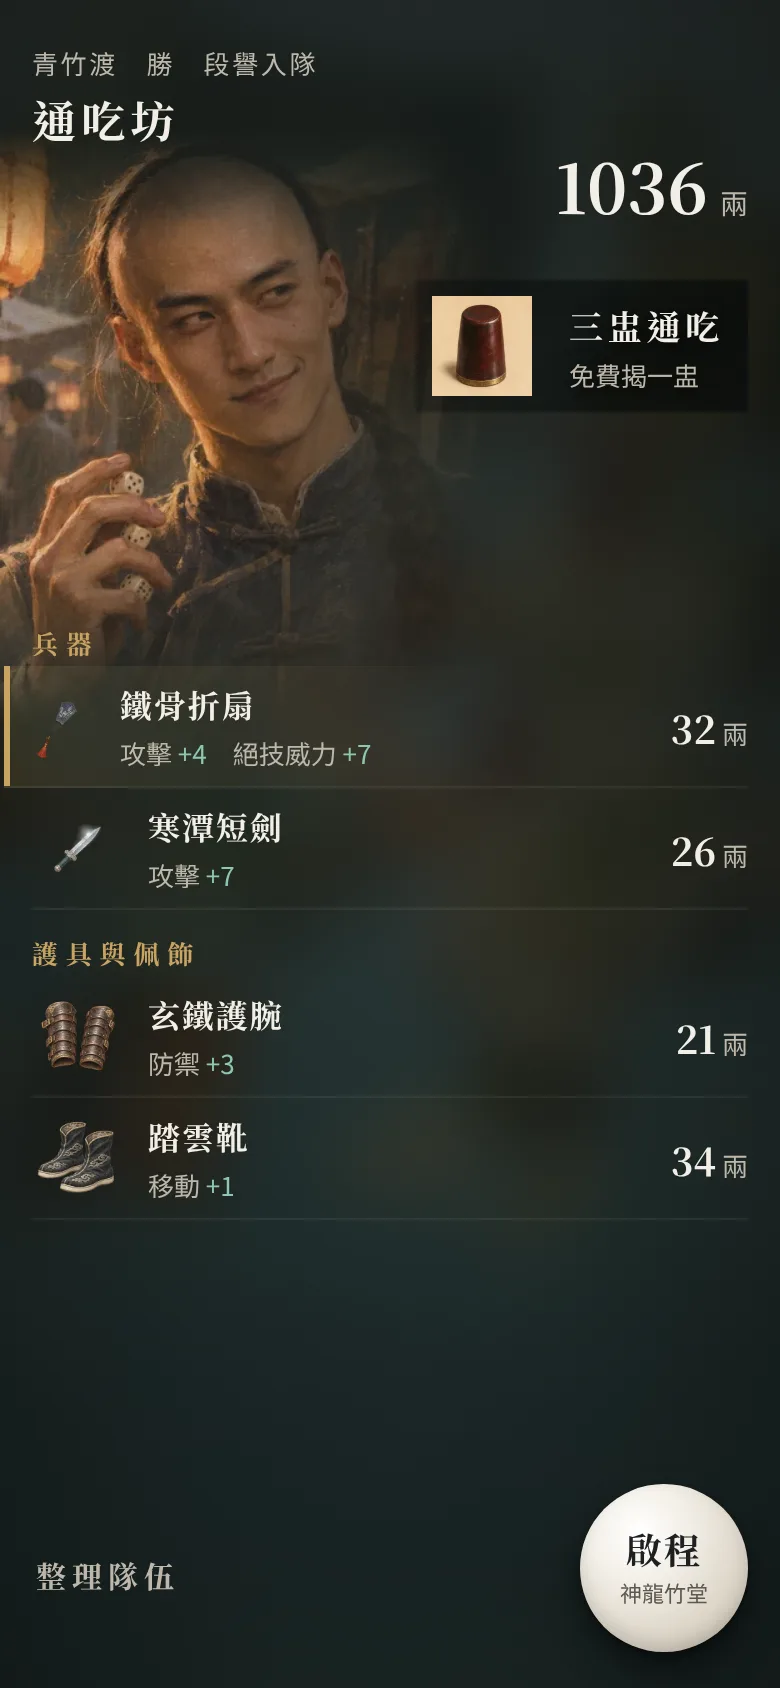 青竹渡 勝 段譽入隊
通吃坊
1036 兩
三盅通吃
免費揭一盅
兵器
鐵骨折扇
攻擊 +4 絕技威力 +7
32 兩
寒潭短劍
攻擊 +7
26 兩
護具與佩飾
玄鐵護腕
防禦 +3
21 兩
踏雲靴
移動 +1
34 兩
整理隊伍
啟程
神龍竹堂